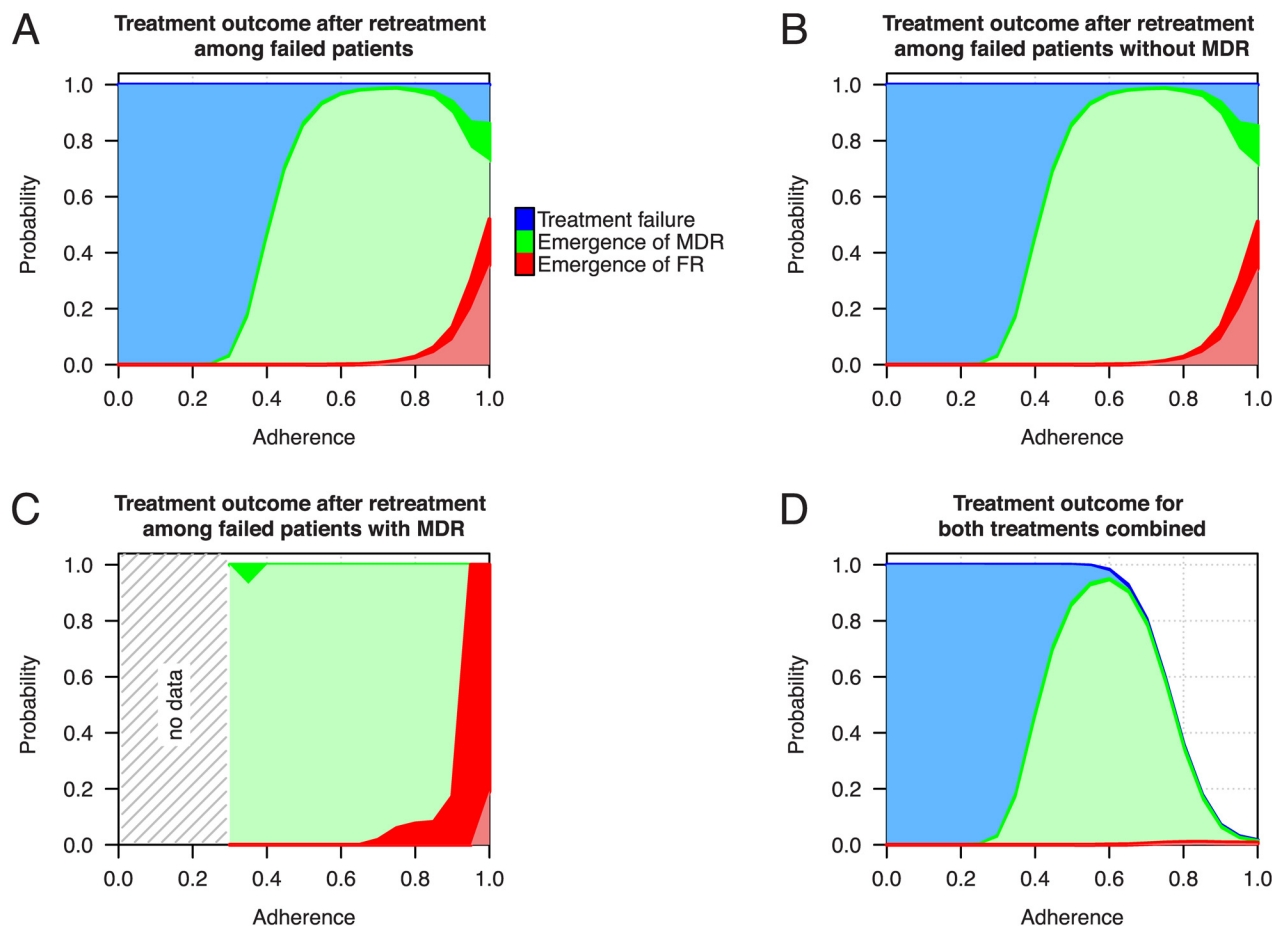 A
Treatment outcome after retreatment
among failed patients
Probability
1.0
0.8
0.6
0.4
0.2
0.0
0.0 0.2 0.4 0.6 0.8 1.0
Adherence
Treatment failure
Emergence of MDR
Emergence of FR
B
Treatment outcome after retreatment
among failed patients without MDR
Probability
1.0
0.8
0.6
0.4
0.2
0.0
0.0 0.2 0.4 0.6 0.8 1.0
Adherence
C
Treatment outcome after retreatment
among failed patients with MDR
Probability
1.0
0.8
0.6
0.4
0.2
0.0
no data
0.0 0.2 0.4 0.6 0.8 1.0
Adherence
D
Treatment outcome for
both treatments combined
Probability
1.0
0.8
0.6
0.4
0.2
0.0
0.0 0.2 0.4 0.6 0.8 1.0
Adherence